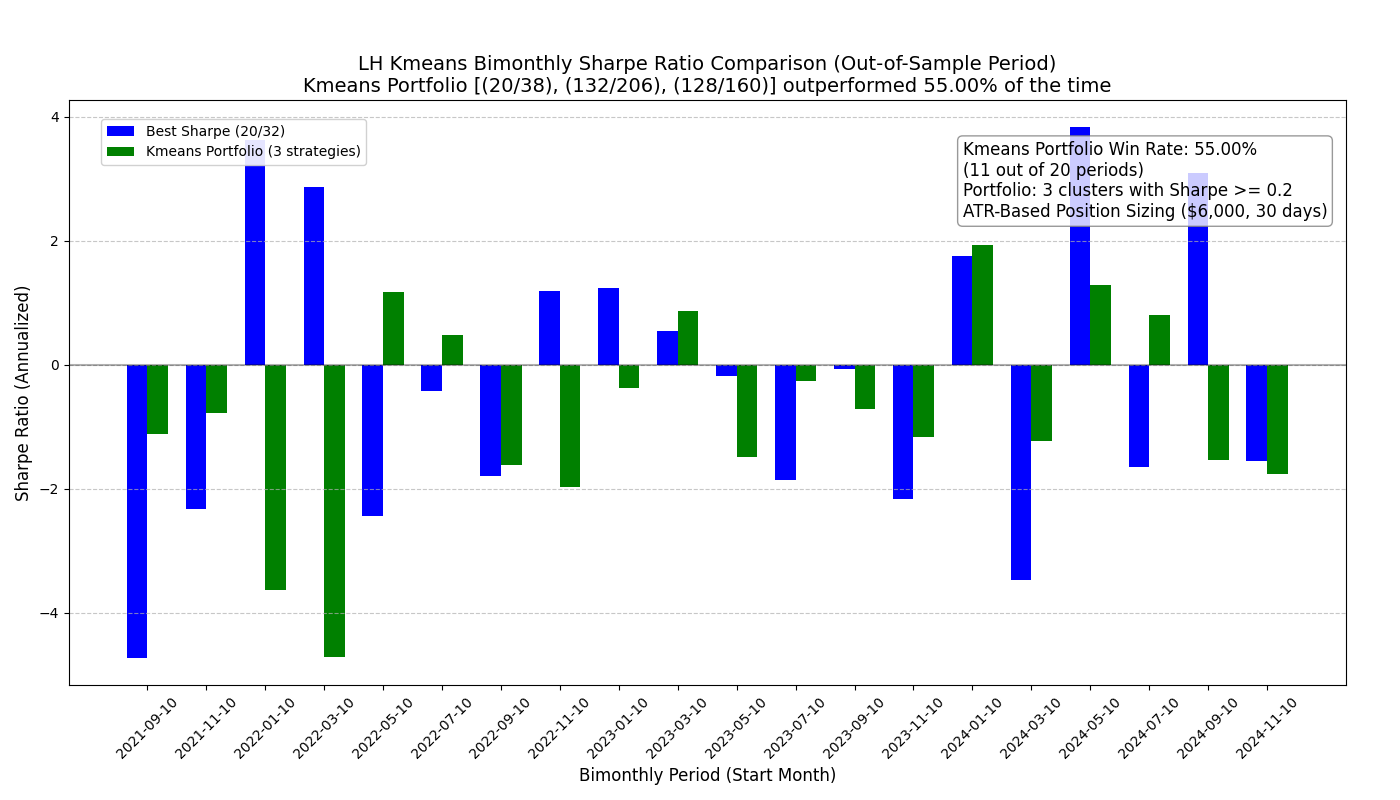 LH Kmeans Bimonthly Sharpe Ratio Comparison (Out-of-Sample Period)
Kmeans Portfolio [(20/38), (132/206), (128/160)] outperformed 55.00% of the time
Best Sharpe (20/32)
Kmeans Portfolio (3 strategies)
Kmeans Portfolio Win Rate: 55.00%
(11 out of 20 periods)
Portfolio: 3 clusters with Sharpe >= 0.2
ATR-Based Position Sizing ($6,000, 30 days)
Sharpe Ratio (Annualized)
4
2
0
−2
−4
2021-09-10
2021-11-10
2022-01-10
2022-03-10
2022-05-10
2022-07-10
2022-09-10
2022-11-10
2023-01-10
2023-03-10
2023-05-10
2023-07-10
2023-09-10
2023-11-10
2024-01-10
2024-03-10
2024-05-10
2024-07-10
2024-09-10
2024-11-10
Bimonthly Period (Start Month)